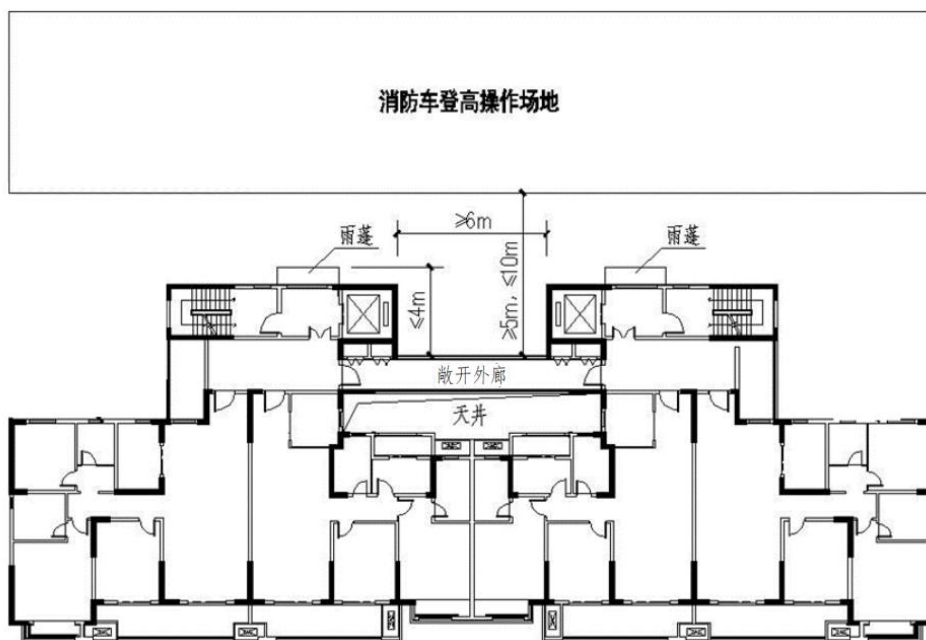 消防车登高操作场地
≥6m
雨蓬
雨蓬
≤4m
≥5m，≤10m
敞开外廊
天井